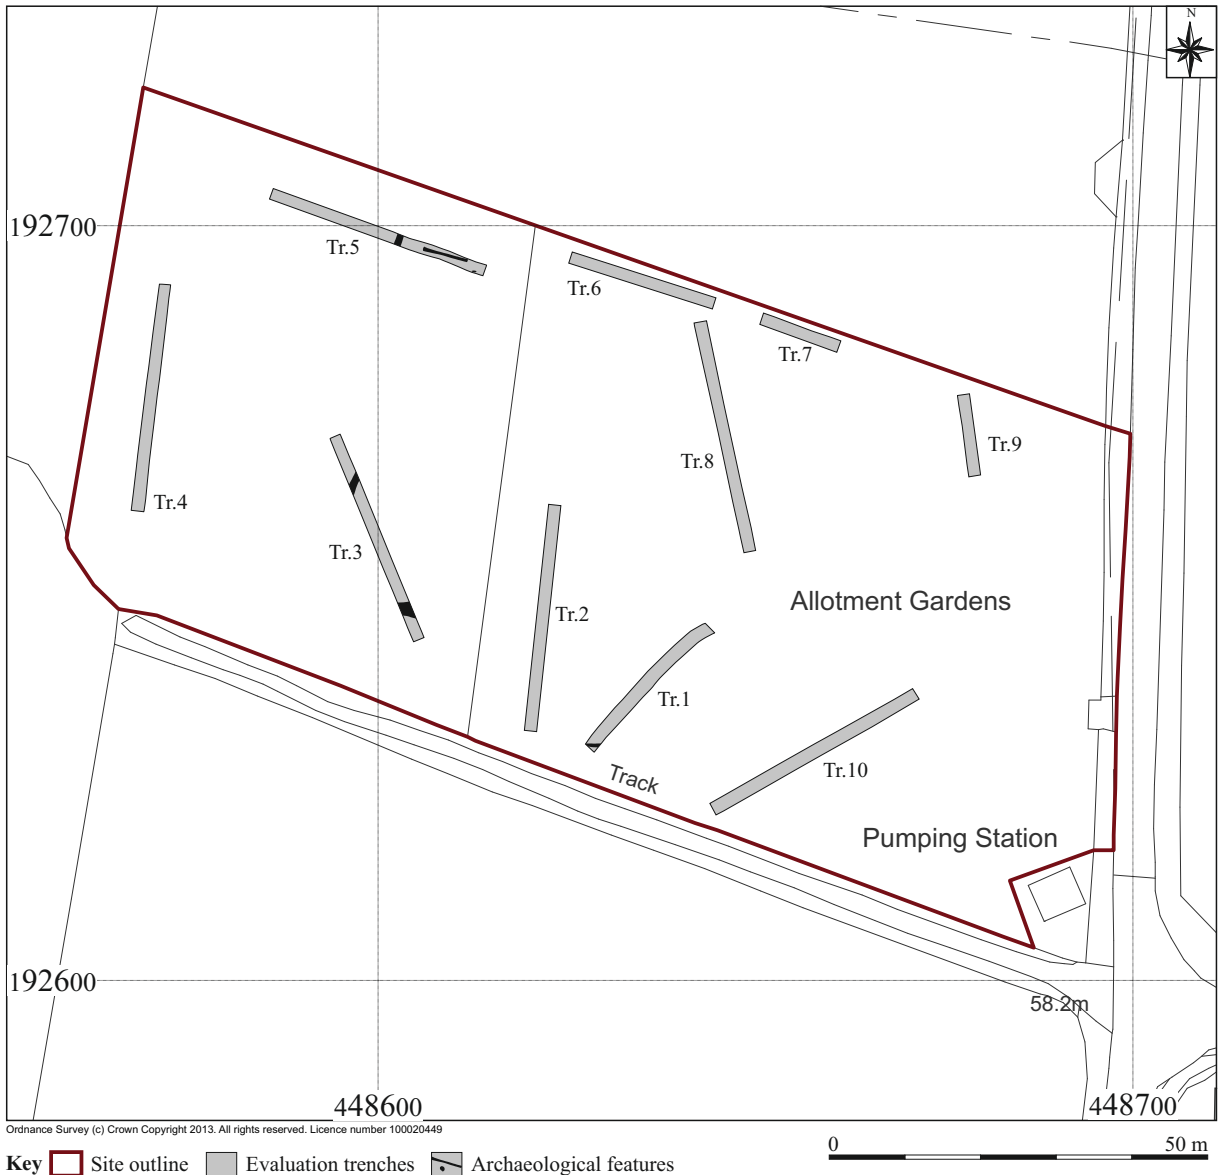 N
192700
Tr.5
Tr.6
Tr.7
Tr.9
Tr.8
Tr.4
Tr.3
Allotment Gardens
Tr.2
Tr.1
Tr.10
Track
Pumping Station
192600
58.2m
448600
448700
Ordnance Survey (c) Crown Copyright 2013. All rights reserved. Licence number 100020449
0 50 m
Key Site outline Evaluation trenches Archaeological features